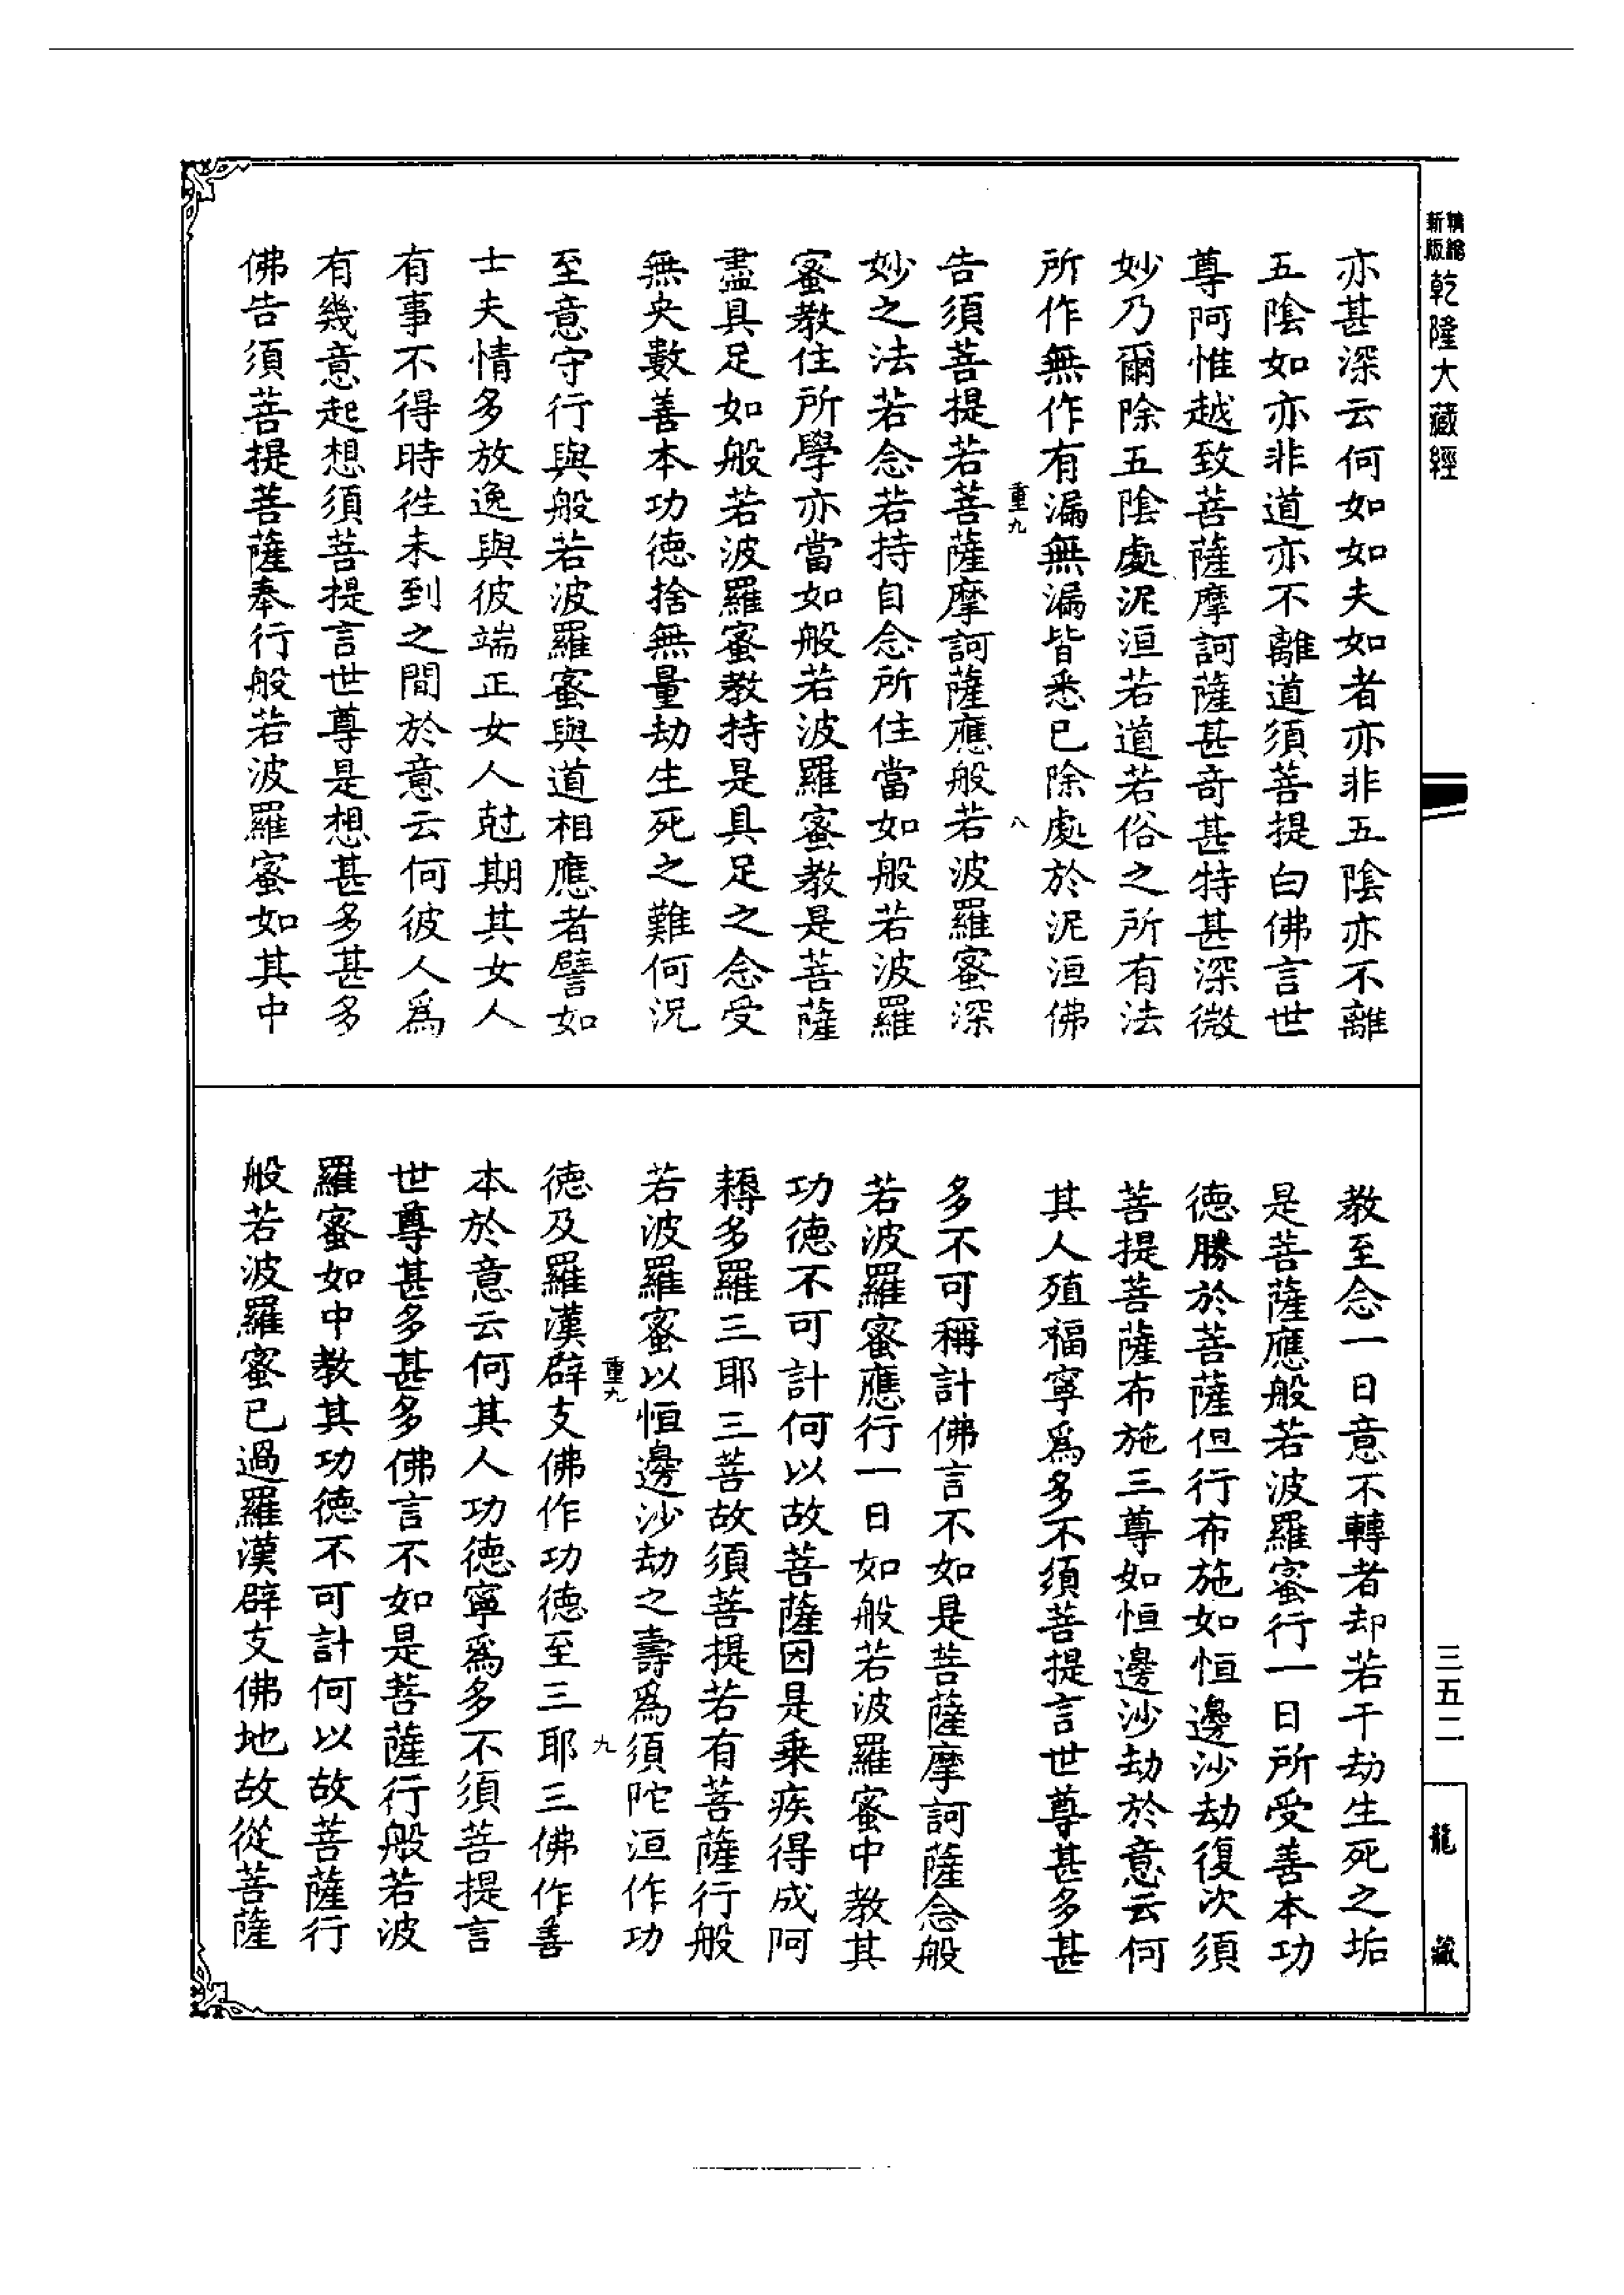 精縮新版
乾隆大藏經
亦甚深云何如如夫如者亦非五陰亦不離
五陰如亦非道亦不離道須菩提白佛言世
尊阿惟越致菩薩摩訶薩甚奇甚特甚深微
妙乃爾除五陰處泥洹若道若俗之所有法
所作無作有漏無漏皆悉已除處於泥洹佛
重九
八
告須菩提若菩薩摩訶薩應般若波羅蜜深
妙之法若念若持自念所住當如般若波羅
蜜教住所學亦當如般若波羅蜜教是菩薩
盡具足如般若波羅蜜教持是具足之念受
無央數善本功德捨無量劫生死之難何況
至意守行與般若波羅蜜與道相應者譬如
士夫情多放逸與彼端正女人尅期其女人
有事不得時徃未到之間於意云何彼人爲
有幾意起想須菩提言世尊是想甚多甚多
佛告須菩提菩薩奉行般若波羅蜜如其中
教至念一日意不轉者却若干劫生死之垢
是菩薩應般若波羅蜜行一日所受善本功
德勝於菩薩但行布施如恒邊沙劫復次須
菩提菩薩布施三尊如恒邊沙劫於意云何
其人殖福寧爲多不須菩提言世尊甚多甚
多不可稱計佛言不如是菩薩摩訶薩念般
若波羅蜜應行一日如般若波羅蜜中教其
功德不可計何以故菩薩因是乗疾得成阿
耨多羅三耶三菩故須菩提若有菩薩行般
若波羅蜜以恒邊沙劫之壽爲須陀洹作功
重九
九
德及羅漢辟支佛作功德至三耶三佛作善
本於意云何其人功德寧爲多不須菩提言
世尊甚多甚多佛言不如是菩薩行般若波
羅蜜如中教其功德不可計何以故菩薩行
般若波羅蜜已過羅漢辟支佛地故從菩薩
三五二
龍藏